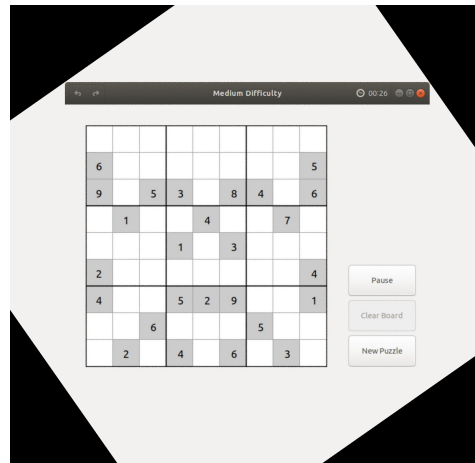 Medium Difficulty 00:26
6 5
9 5 3 8 4 6
1 4 7
1 3
2 4
Pause
4 5 2 9 1
Clear Board
6 5
New Puzzle
2 4 6 3